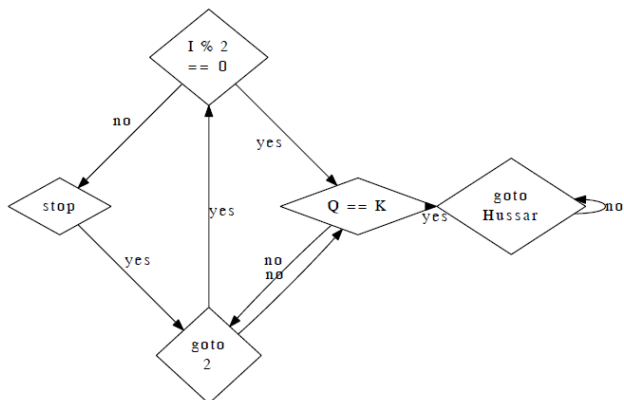 I % 2
== 0
no
yes
stop
yes
Q == K
yes
goto
Hussar
no
yes
no
no
goto
2